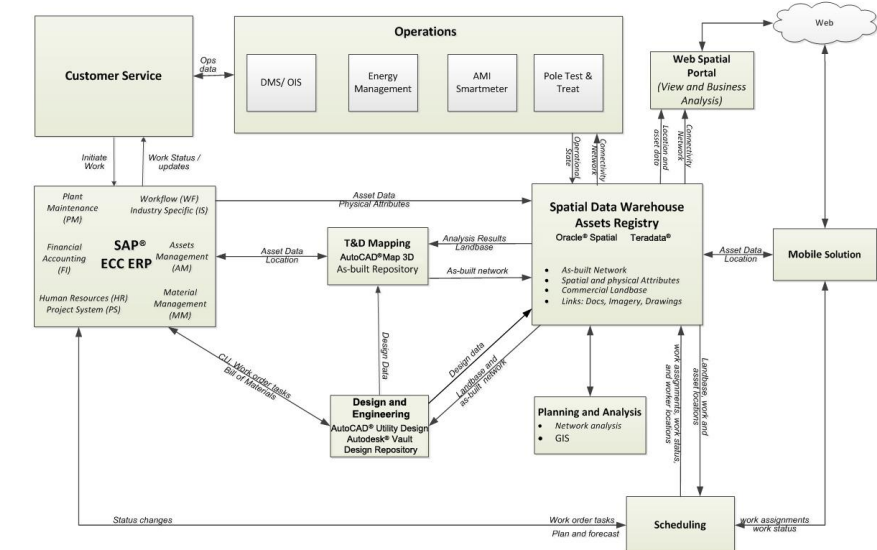 Operations
Web
Customer Service
Ops
data
DMS/ OIS
Energy
Management
AMI
Smartmeter
Pole Test &
Treat
Web Spatial
Portal
(View and Business
Analysis)
Initiate
Work
Work Status /
updates
Operational
State
Connectivity
Network
Location and
asset data
Connectivity
Network
Plant
Maintenance
(PM)
Workflow (WF)
Industry Specific (IS)
Financial
Accounting
(FI)
SAP®
ECC ERP
Assets
Management
(AM)
Human Resources (HR)
Project System (PS)
Material
Management
(MM)
Asset Data
Physical Attributes
Asset Data
Location
T&D Mapping
AutoCAD®Map 3D
As-built Repository
Analysis Results
Landbase
As-built network
Spatial Data Warehouse
Assets Registry
Oracle® Spatial Teradata®
• As-built Network
• Spatial and physical Attributes
• Commercial Landbase
• Links: Docs, Imagery, Drawings
Asset Data
Location
Mobile Solution
CU, Work order tasks
Bill of Materials
Design Data
Design data
Landbase and
as-built network
Design and
Engineering
AutoCAD® Utility Design
Autodesk® Vault
Design Repository
Planning and Analysis
• Network analysis
• GIS
work assignments, work status,
and worker locations
Landbase, work and
asset locations
Status changes
Work order tasks
Plan and forecast
Scheduling
work assignments
work status